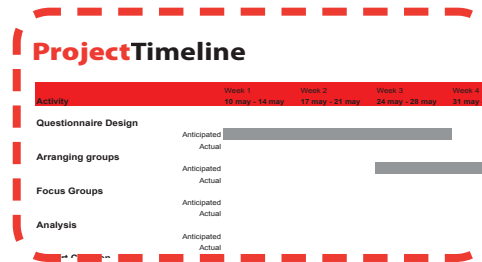 ProjectTimeline
Week 1 Week 2 Week 3 Week 4
Activity 10 may - 14 may 17 may - 21 may 24 may - 28 may 31 may
Questionnaire Design
Anticipated
Actual
Arranging groups
Anticipated
Actual
Focus Groups
Anticipated
Actual
Analysis
Anticipated
Actual